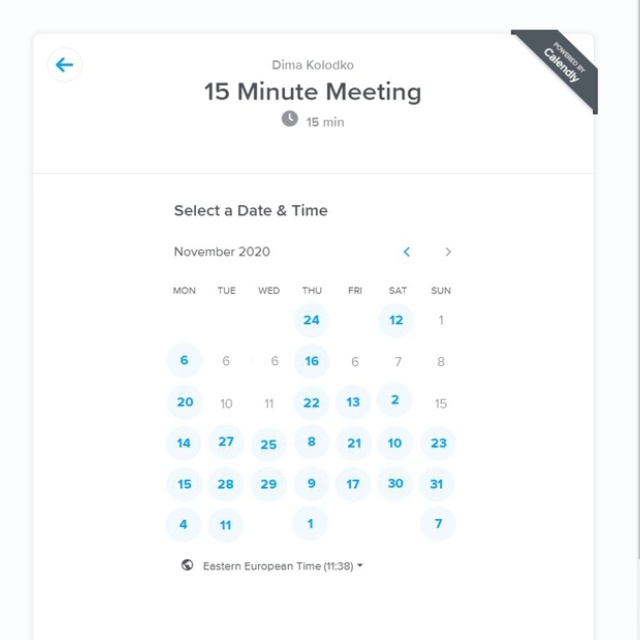 POWERED BY
Calendly
Dima Kolodko
15 Minute Meeting
15 min
Select a Date & Time
November 2020
MON TUE WED THU FRI SAT SUN
24 12 1
6 6 6 16 6 7 8
20 10 11 22 13 2 15
14 27 25 8 21 10 23
15 28 29 9 17 30 31
4 11 1 7
Eastern European Time (11:38)